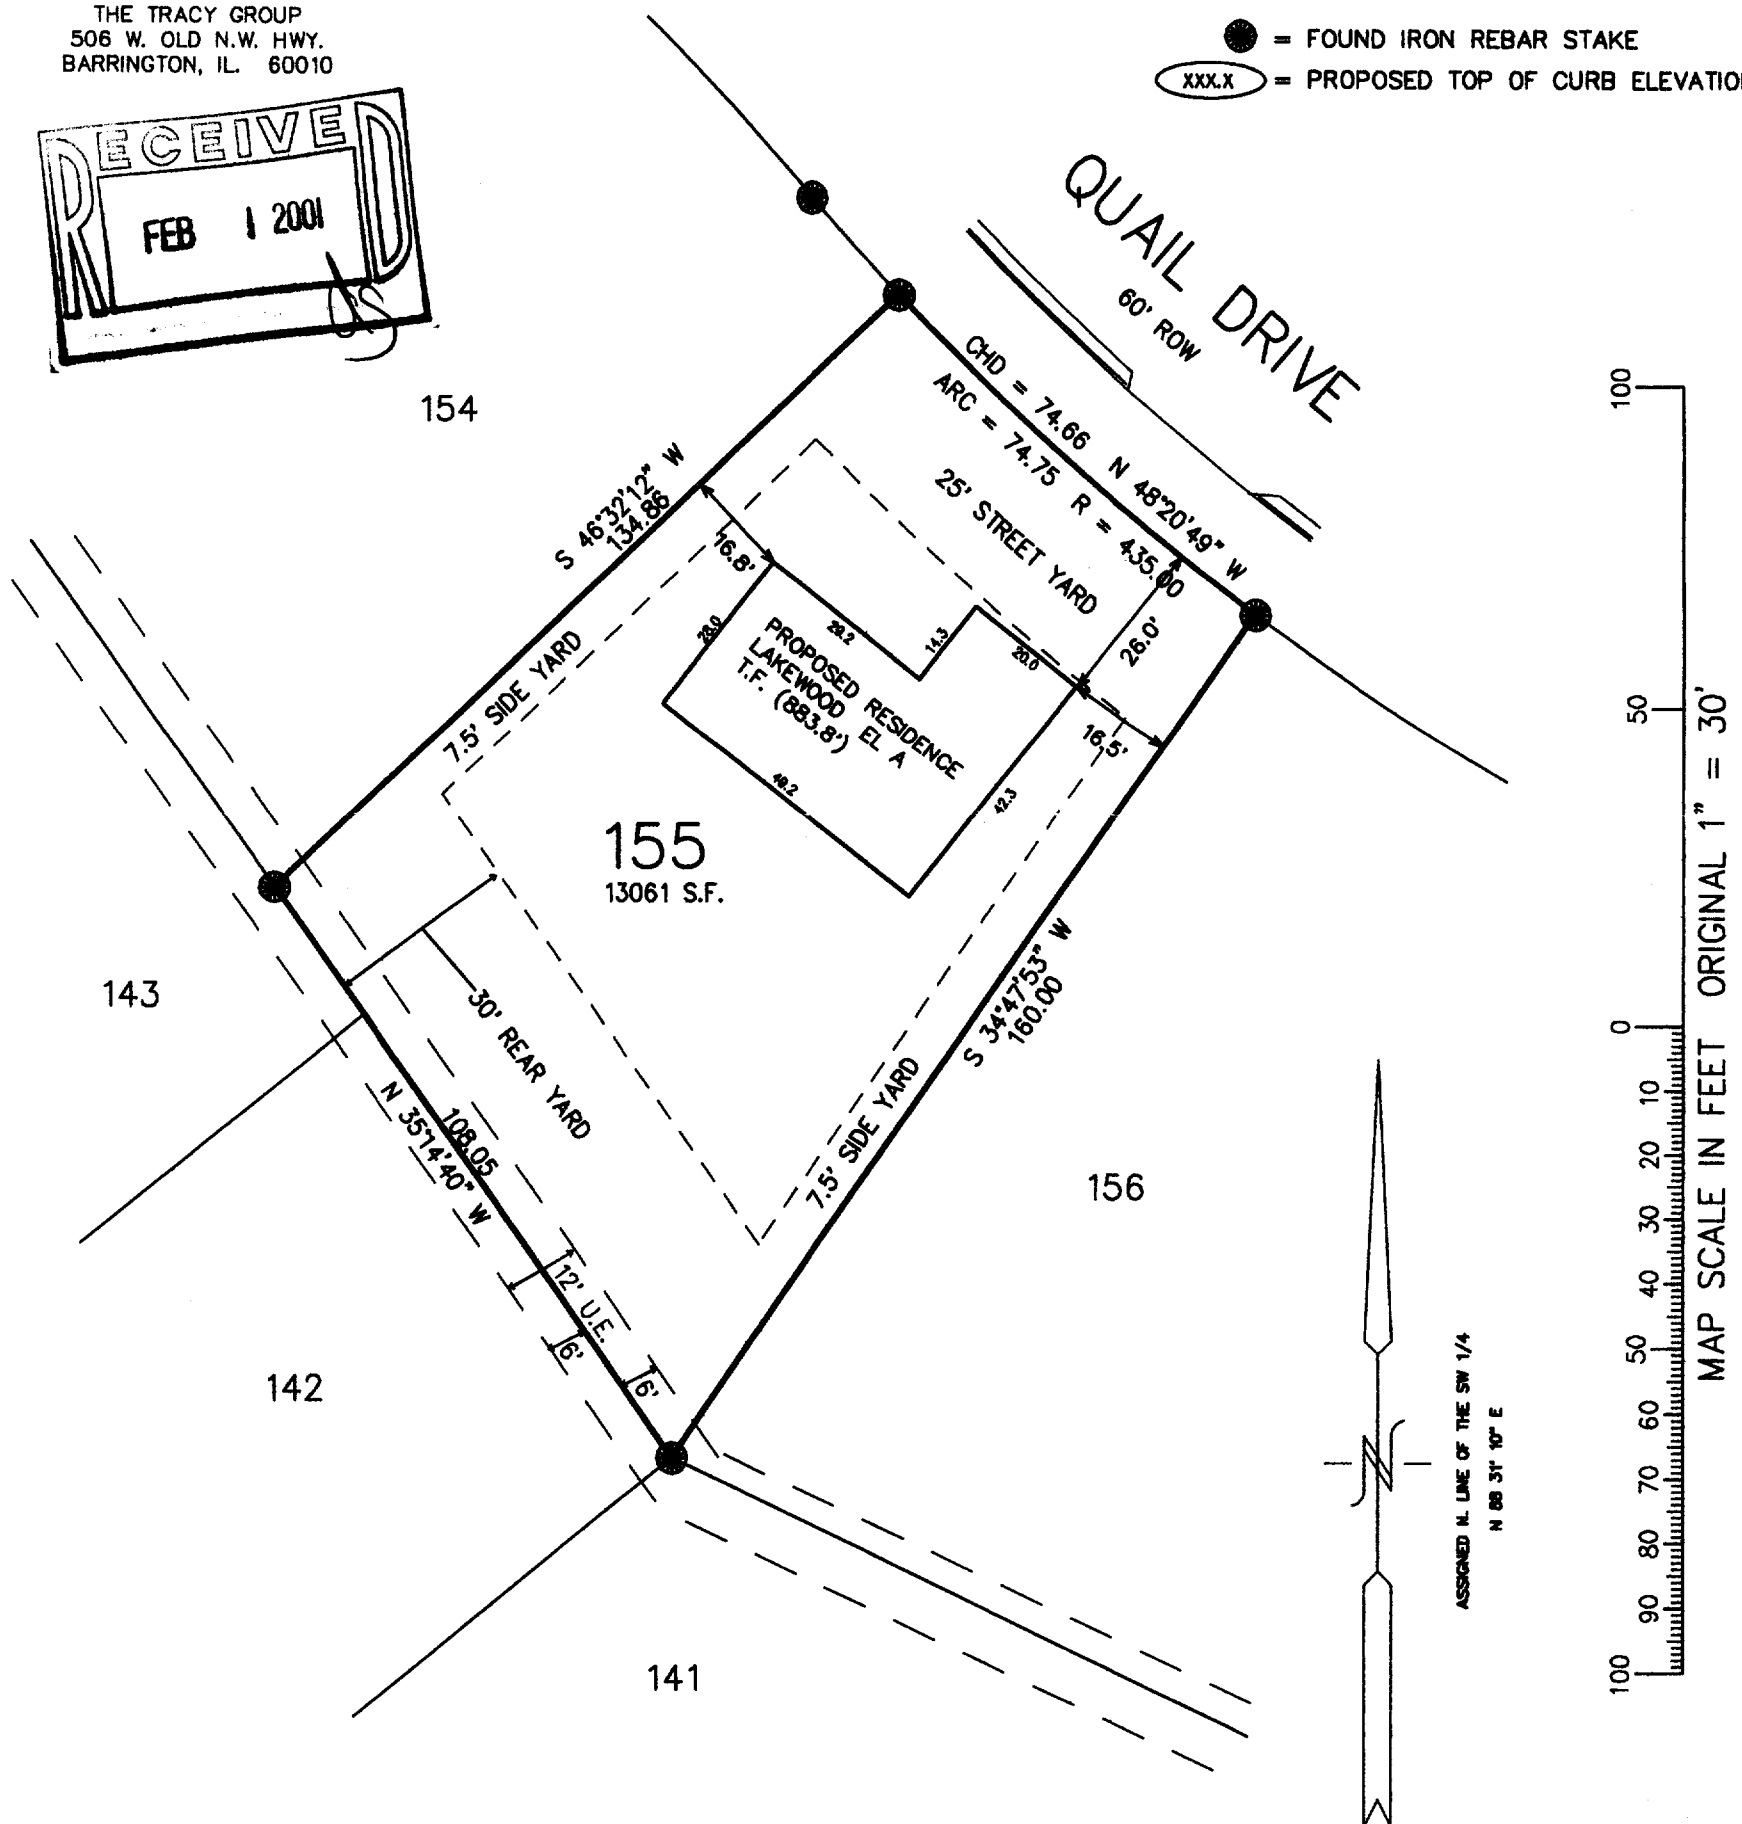 THE TRACY GROUP
506 W. OLD N.W. HWY.
BARRINGTON, IL. 60010
RECEIVED
FEB 1 2001
= FOUND IRON REBAR STAKE
XXX.X = PROPOSED TOP OF CURB ELEVATION
QUAIL DRIVE
60' ROW
CHD = 74.66 N 48°20'49" W
ARC = 74.75 R = 435.00
25' STREET YARD
154
S 46°32'12" W
134.86
16.8'
7.5' SIDE YARD
28.0
29.2
14.3
20.0
26.0'
16.5'
PROPOSED RESIDENCE
LAKEWOOD EL A
T.F. (883.8')
49.2
42.3
155
13061 S.F.
S 34°47'53" W
160.00
7.5' SIDE YARD
143
30' REAR YARD
108.05
N 35°14'40" W
12' U.E.
6'
6'
142
156
141
ASSIGNED N. LINE OF THE SW 1/4
N 88 31' 10" E
N
100
50
0
10
20
30
40
50
60
70
80
90
100
MAP SCALE IN FEET ORIGINAL 1" = 30'